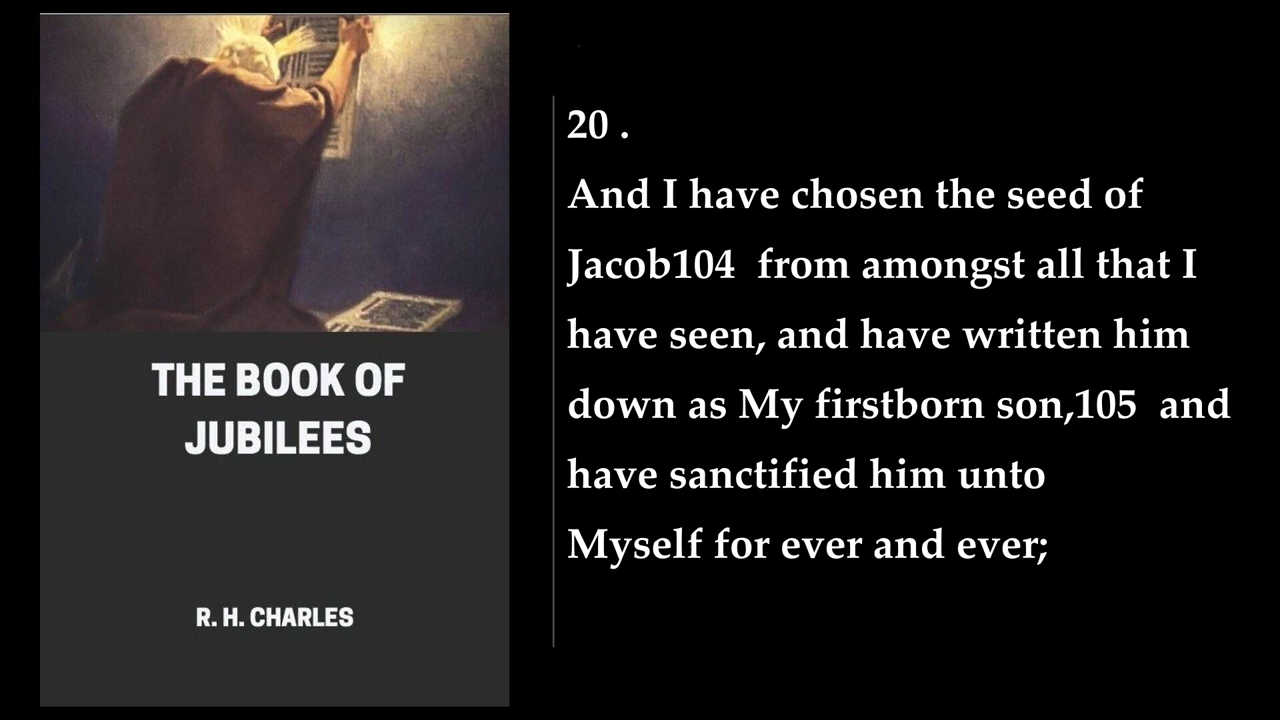 THE BOOK OF
JUBILEES
R. H. CHARLES
20 .
And I have chosen the seed of
Jacob104 from amongst all that I
have seen, and have written him
down as My firstborn son,105 and
have sanctified him unto
Myself for ever and ever;